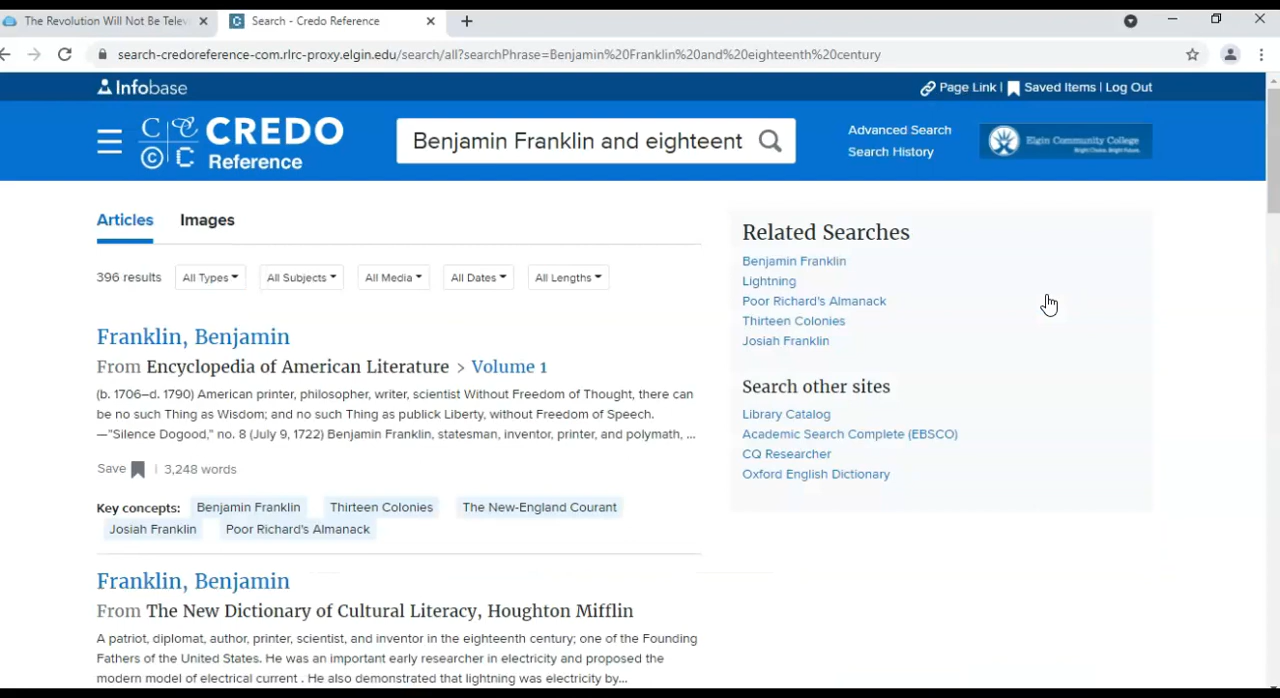 The Revolution Will Not Be Telev
Search - Credo Reference
search-credoreference-com.rlrc-proxy.elgin.edu/search/all?searchPhrase=Benjamin%20Franklin%20and%20eighteenth%20century
Infobase
Page Link | Saved Items | Log Out
CREDO
Reference
Benjamin Franklin and eighteent
Advanced Search
Search History
Elgin Community College
Articles
Images
396 results
All Types
All Subjects
All Media
All Dates
All Lengths
Franklin, Benjamin
From Encyclopedia of American Literature > Volume 1
(b. 1706–d. 1790) American printer, philosopher, writer, scientist Without Freedom of Thought, there can
be no such Thing as Wisdom; and no such Thing as publick Liberty, without Freedom of Speech.
—"Silence Dogood," no. 8 (July 9, 1722) Benjamin Franklin, statesman, inventor, printer, and polymath, ...
Save | 3,248 words
Key concepts: Benjamin Franklin Thirteen Colonies The New-England Courant
Josiah Franklin Poor Richard's Almanack
Franklin, Benjamin
From The New Dictionary of Cultural Literacy, Houghton Mifflin
A patriot, diplomat, author, printer, scientist, and inventor in the eighteenth century; one of the Founding
Fathers of the United States. He was an important early researcher in electricity and proposed the
modern model of electrical current . He also demonstrated that lightning was electricity by...
Related Searches
Benjamin Franklin
Lightning
Poor Richard's Almanack
Thirteen Colonies
Josiah Franklin
Search other sites
Library Catalog
Academic Search Complete (EBSCO)
CQ Researcher
Oxford English Dictionary